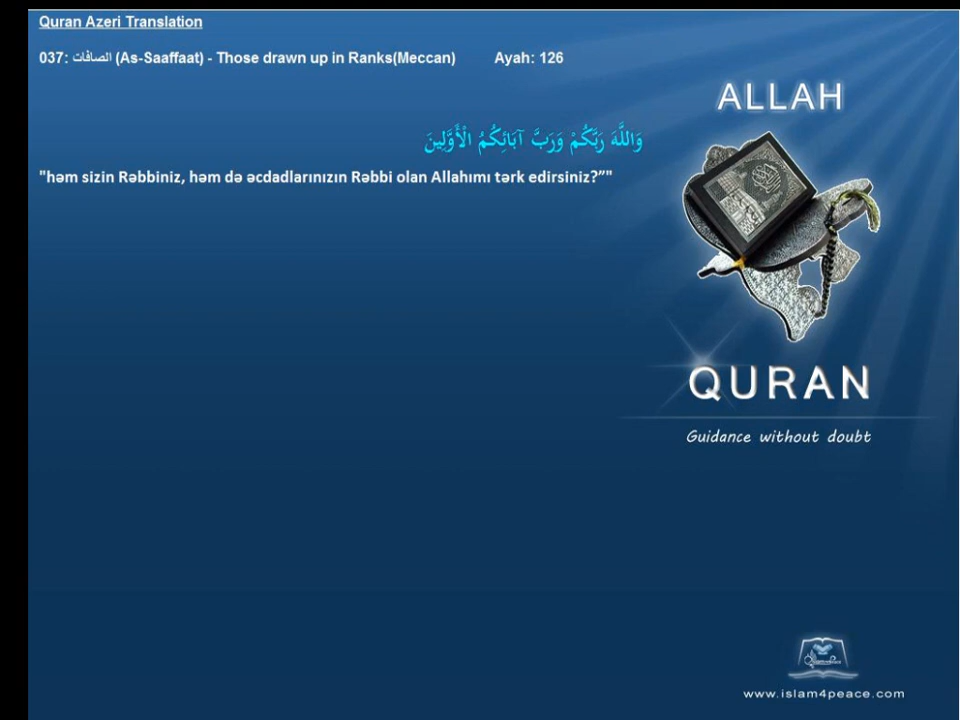 Quran Azeri Translation
037: الصافات (As-Saaffaat) - Those drawn up in Ranks(Meccan) Ayah: 126
وَاللَّهَ رَبَّكُمْ وَرَبَّ آبَائِكُمُ الْأَوَّلِينَ
"həm sizin Rəbbiniz, həm də əcdadlarınızın Rəbbi olan Allahımı tərk edirsiniz?”"
ALLAH
QURAN
Guidance without doubt
www.islam4peace.com